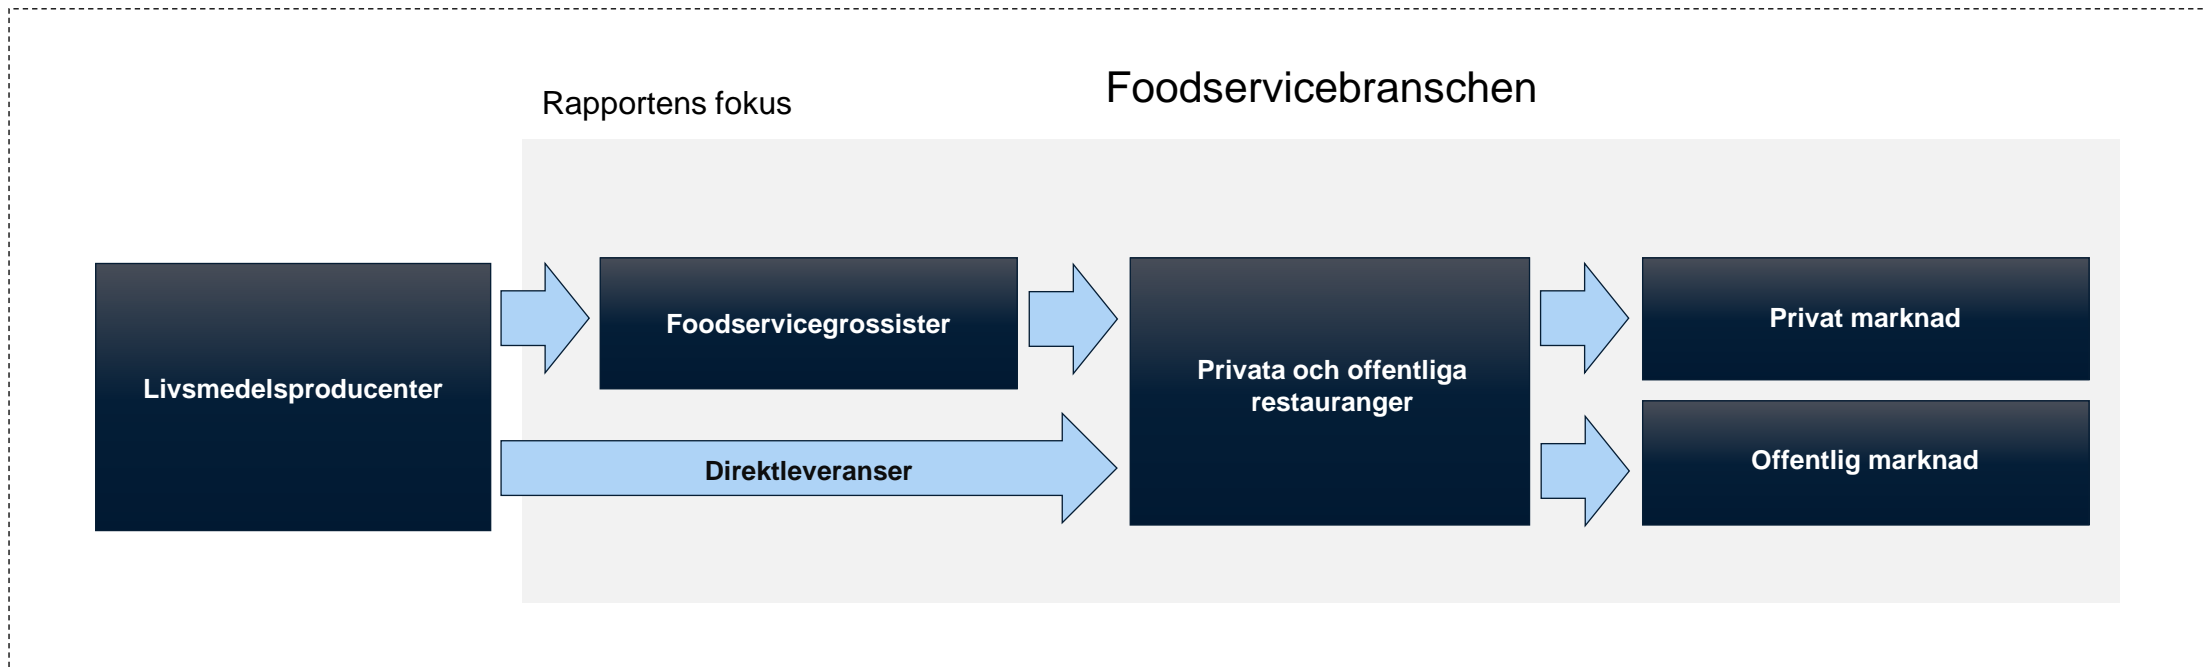 Foodservicebranschen
Rapportens fokus
Livsmedelsproducenter
Foodservicegrossister
Direktleveranser
Privata och offentliga
restauranger
Privat marknad
Offentlig marknad